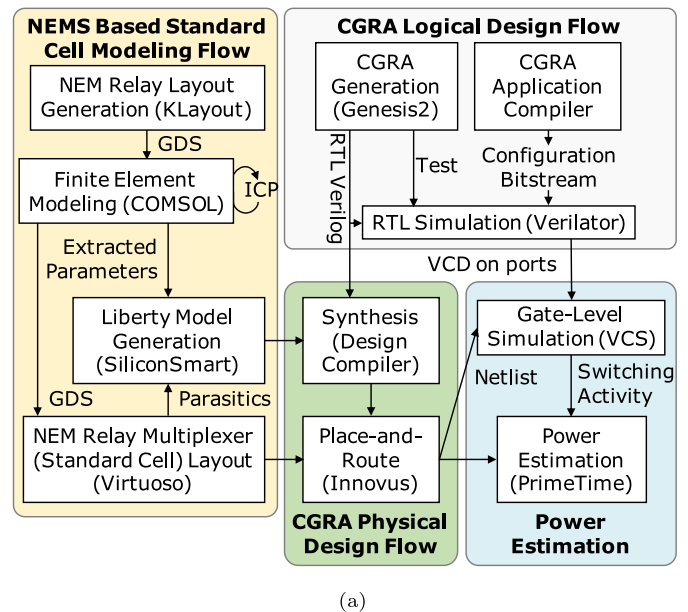 NEMS Based Standard
Cell Modeling Flow
NEM Relay Layout
Generation (KLayout)
GDS
Finite Element
Modeling (COMSOL)
ICP
Extracted
Parameters
Liberty Model
Generation
(SiliconSmart)
GDS
Parasitics
NEM Relay Multiplexer
(Standard Cell) Layout
(Virtuoso)
CGRA Logical Design Flow
CGRA
Generation
(Genesis2)
CGRA
Application
Compiler
RTL Verilog
Test
Configuration
Bitstream
RTL Simulation (Verilator)
VCD on ports
Synthesis
(Design
Compiler)
Place-and-
Route
(Innovus)
CGRA Physical
Design Flow
Gate-Level
Simulation (VCS)
Netlist
Switching
Activity
Power
Estimation
(PrimeTime)
Power
Estimation
(a)